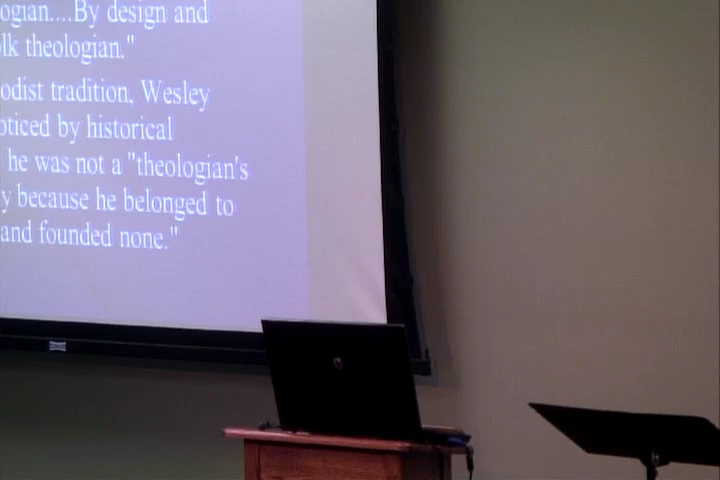 ogian....By design and
lk theologian."
odist tradition, Wesley
oticed by historical
he was not a "theologian's
y because he belonged to
and founded none."